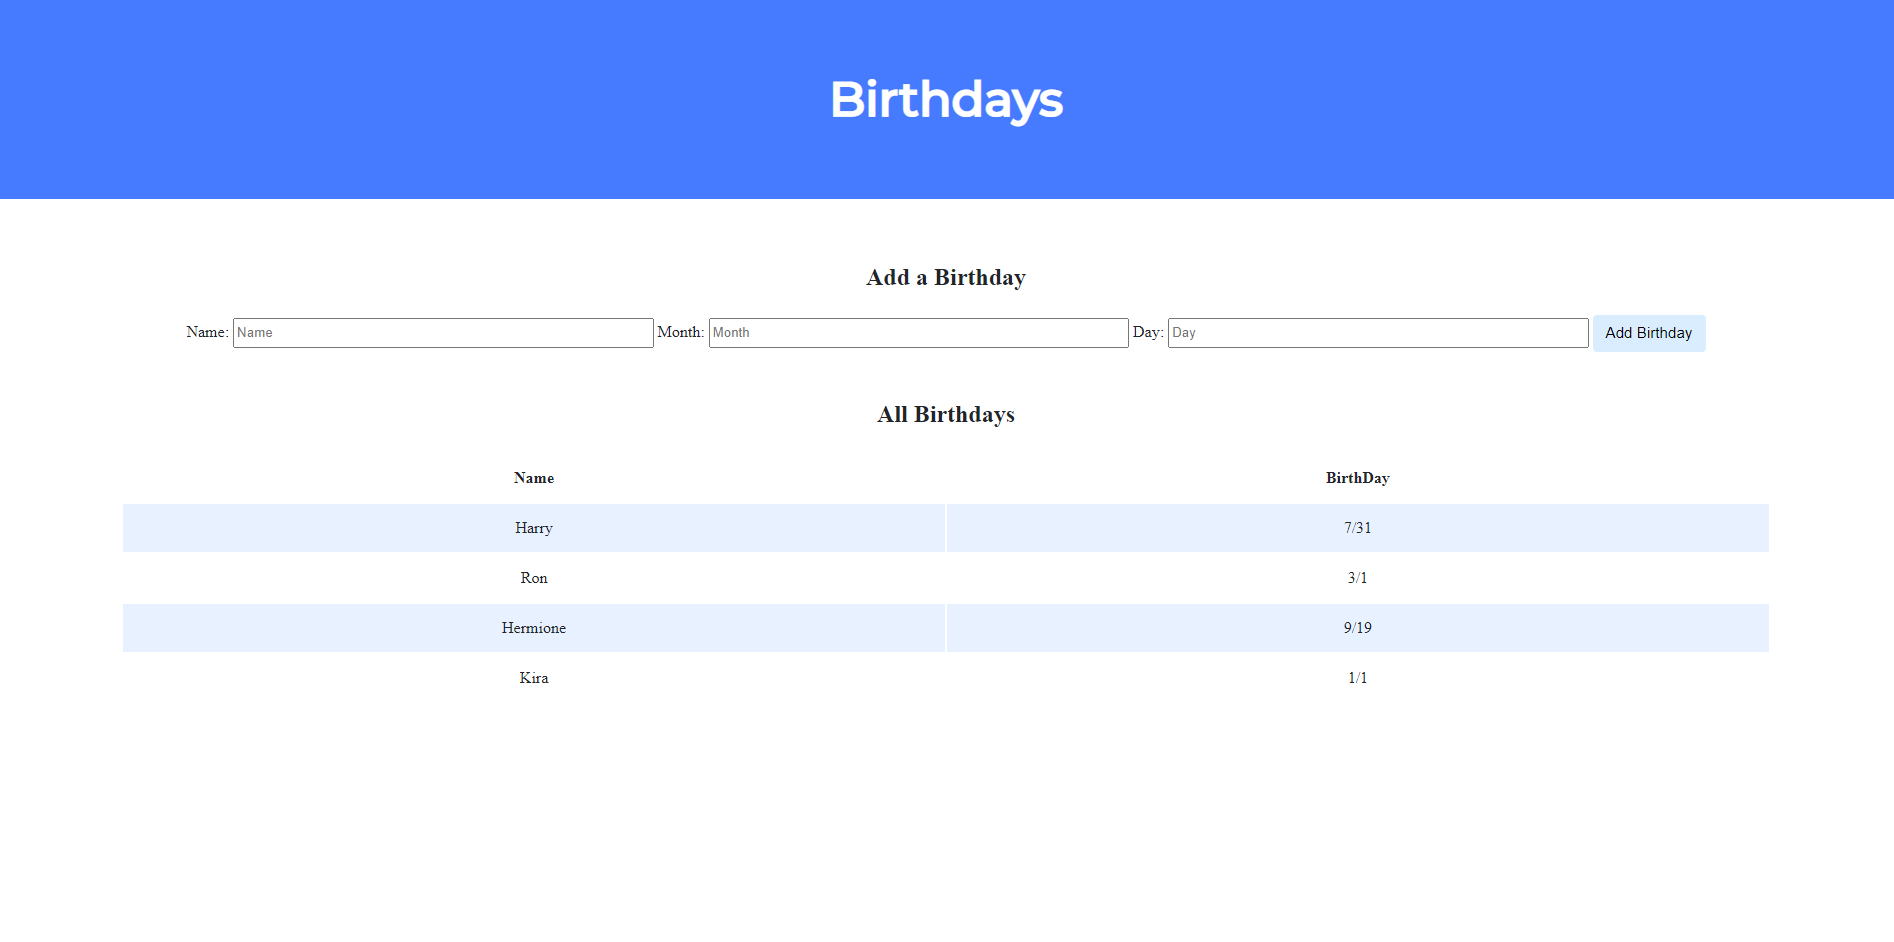 Birthdays
Add a Birthday
Name: Name Month: Month Day: Day Add Birthday
All Birthdays
Name BirthDay
Harry 7/31
Ron 3/1
Hermione 9/19
Kira 1/1